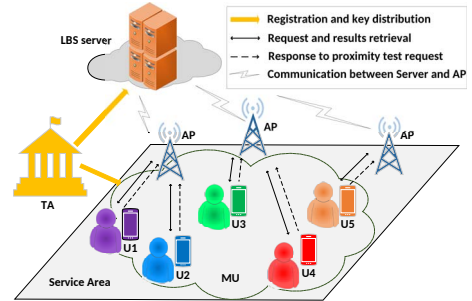 LBS server
Registration and key distribution
Request and results retrieval
Response to proximity test request
Communication between Server and AP
AP
AP
AP
TA
U1
U2
U3
U4
U5
Service Area
MU